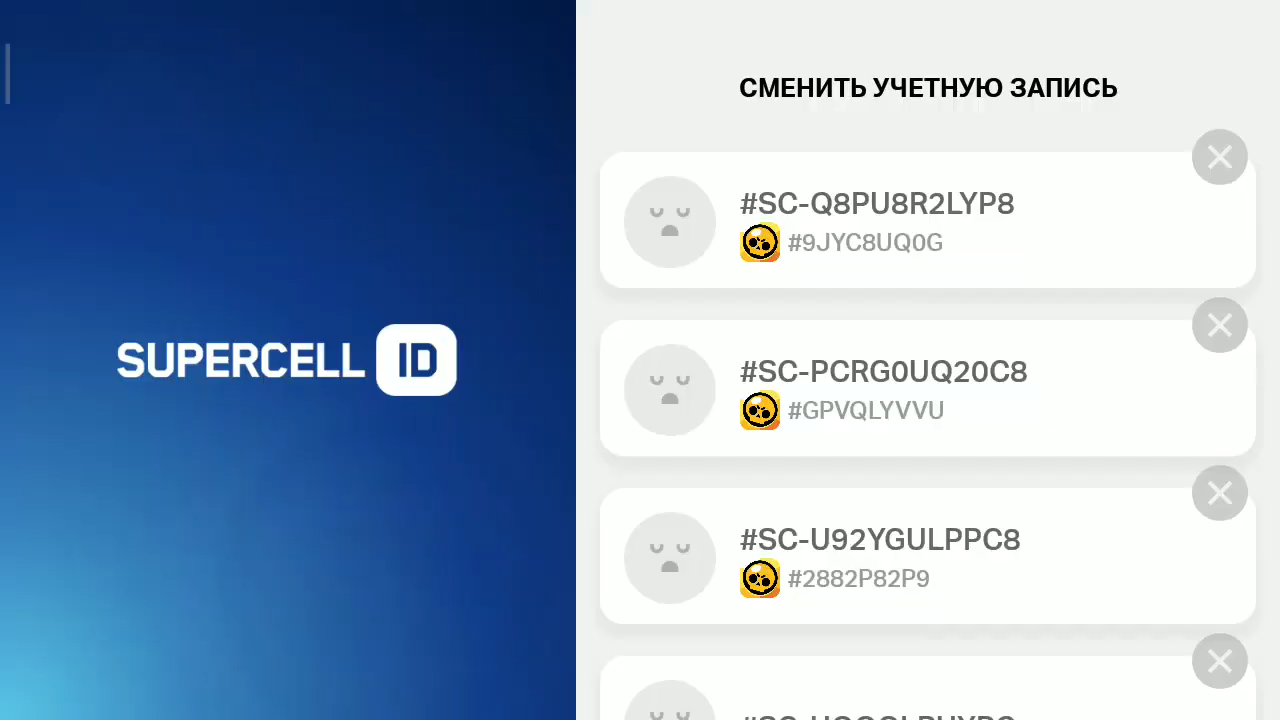 SUPERCELL ID
СМЕНИТЬ УЧЕТНУЮ ЗАПИСЬ
#SC-Q8PU8R2LYP8
#9JYC8UQ0G
#SC-PCRG0UQ20C8
#GPVQLYVVU
#SC-U92YGULPPC8
#2882P82P9